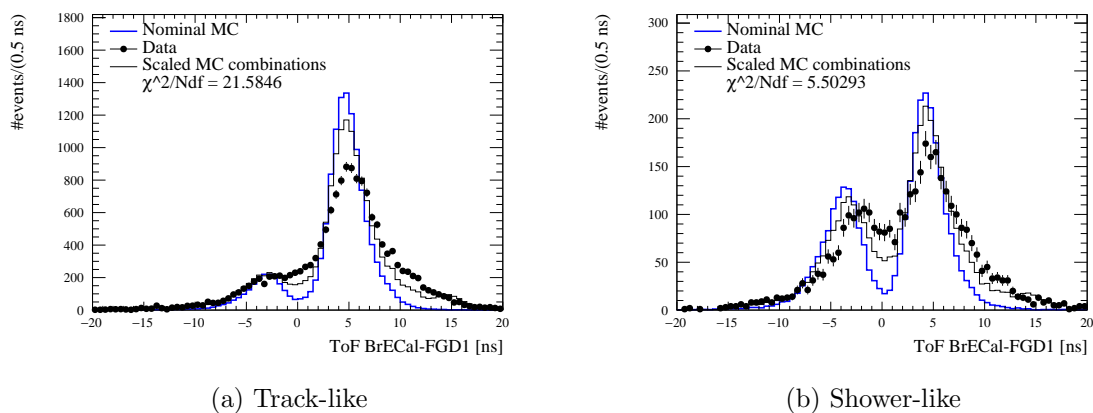 #events/(0.5 ns)
1800
1600
1400
1200
1000
800
600
400
200
0
Nominal MC
Data
Scaled MC combinations
χ^2/Ndf = 21.5846
−20 −15 −10 −5 0 5 10 15 20
ToF BrECal-FGD1 [ns]
(a) Track-like
#events/(0.5 ns)
300
250
200
150
100
50
0
Nominal MC
Data
Scaled MC combinations
χ^2/Ndf = 5.50293
−20 −15 −10 −5 0 5 10 15 20
ToF BrECal-FGD1 [ns]
(b) Shower-like